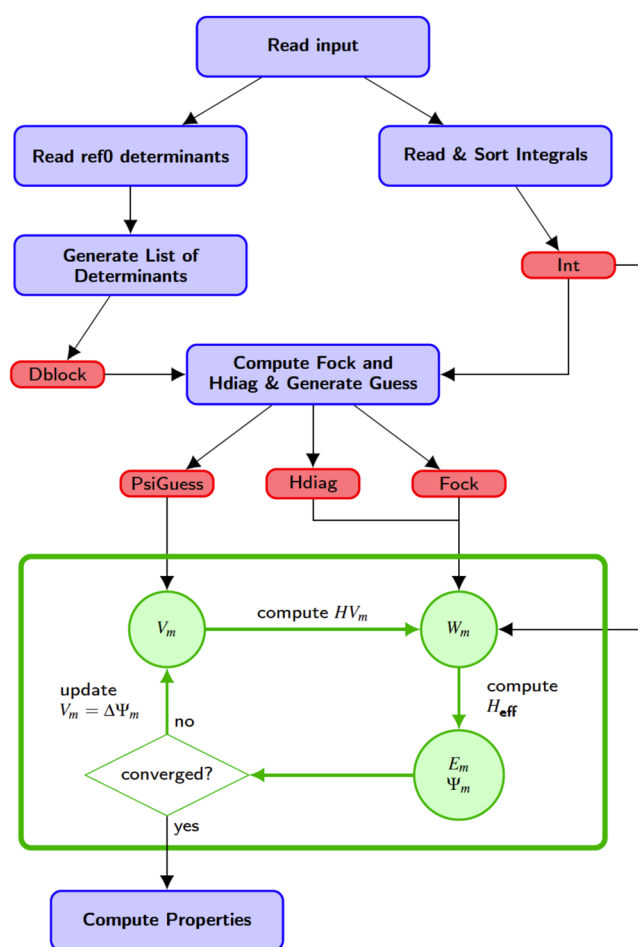 Read input
Read ref0 determinants
Read & Sort Integrals
Generate List of
Determinants
Int
Dblock
Compute Fock and
Hdiag & Generate Guess
PsiGuess
Hdiag
Fock
compute HVₘ
Vₘ
Wₘ
update
Vₘ = ΔΨₘ
compute
H_eff
no
converged?
Eₘ
Ψₘ
yes
Compute Properties